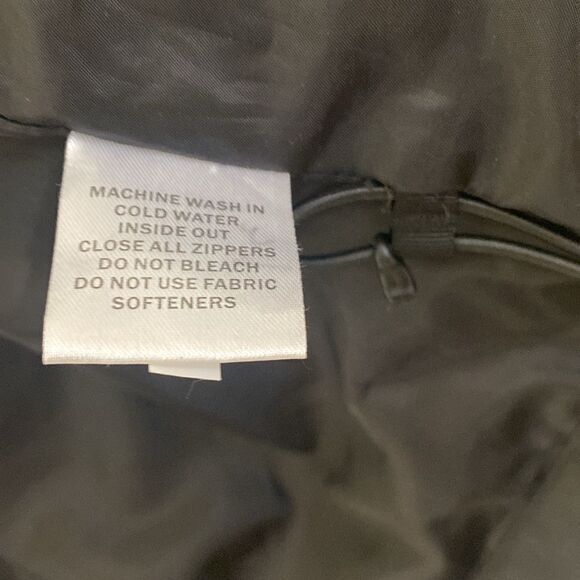 MACHINE WASH IN
COLD WATER
INSIDE OUT
CLOSE ALL ZIPPERS
DO NOT BLEACH
DO NOT USE FABRIC
SOFTENERS